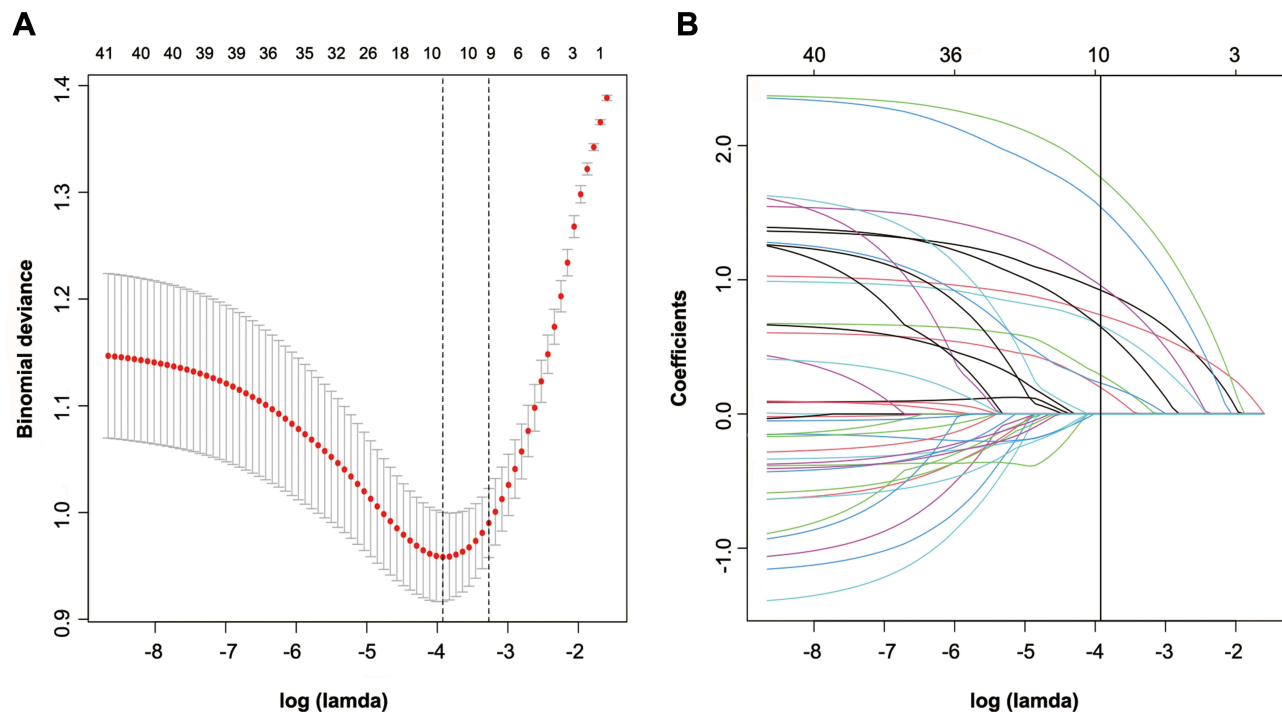 A
41 40 40 39 39 36 35 32 26 18 10 10 9 6 6 3 1
1.4
1.3
1.2
1.1
1.0
0.9
Binomial deviance
-8 -7 -6 -5 -4 -3 -2
log (lamda)
B
40 36 10 3
2.0
1.0
0.0
-1.0
Coefficients
-8 -7 -6 -5 -4 -3 -2
log (lamda)